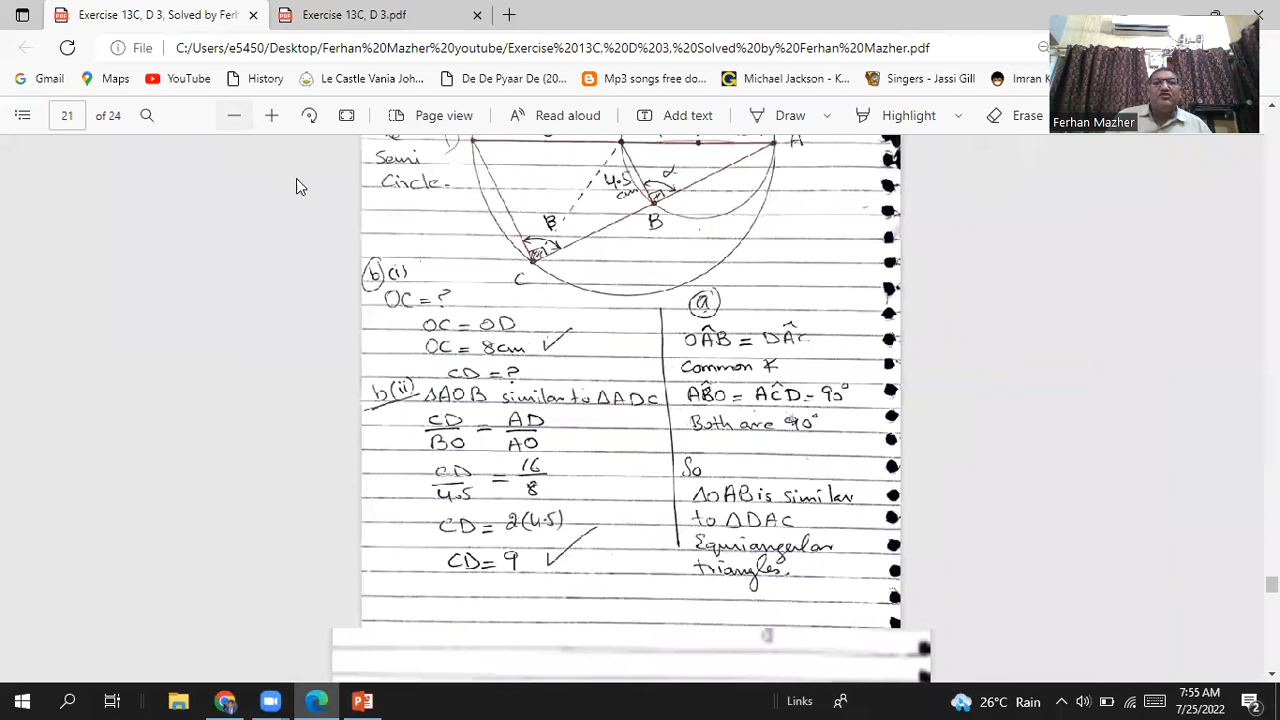 Exercise 13C, D 3, Solved by Ferl
Exercise 13C, D 3.pdf
File
C:/Users/e5450/Desktop/Ferhan%20Mazher/Exercise%2013C,%20D%203,%20Solved%20by%20Ferhan%20Mazher.pdf
Gmail
Maps
YouTube
History
Le Castle Vania Joh...
De De Pyaar De (20...
Mp3 songs free do...
Michael Jackson - K...
Singers - Jassi Gill
Imran K
21 of 24
Page view
Read aloud
Add text
Draw
Highlight
Erase
Ferhan Mazher
Semi
Circle.
D
A
4.5
cm
α
B
B
C
(b)(i)
OC = ?
OC = OD
OC = 8cm
CD = ?
b(ii) ΔAOB similar to ΔADC
CD/BO = AD/AO
CD/4.5 = 16/8
CD = 2(4.5)
CD = 9
(a)
OÂB = DÂC
Common
AB̂O = AĈD = 90°
Both are 90°
So
ΔOAB is similar
to ΔDAC
Equiangular
triangles.
Links
26°C Rain
7:55 AM
7/25/2022
2